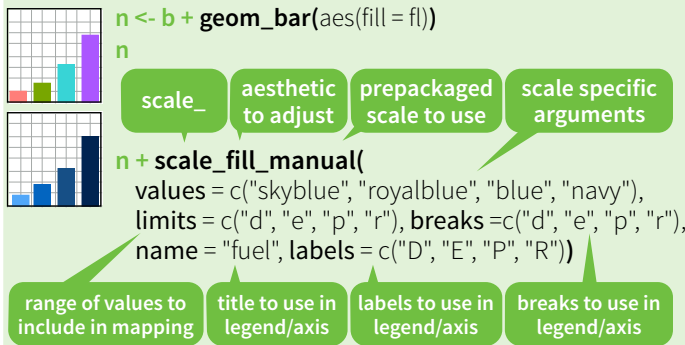 n <- b + geom_bar(aes(fill = fl))
n
scale_
aesthetic
to adjust
prepackaged
scale to use
scale specific
arguments
n + scale_fill_manual(
values = c("skyblue", "royalblue", "blue", "navy"),
limits = c("d", "e", "p", "r"), breaks =c("d", "e", "p", "r"),
name = "fuel", labels = c("D", "E", "P", "R"))
range of values to
include in mapping
title to use in
legend/axis
labels to use in
legend/axis
breaks to use in
legend/axis